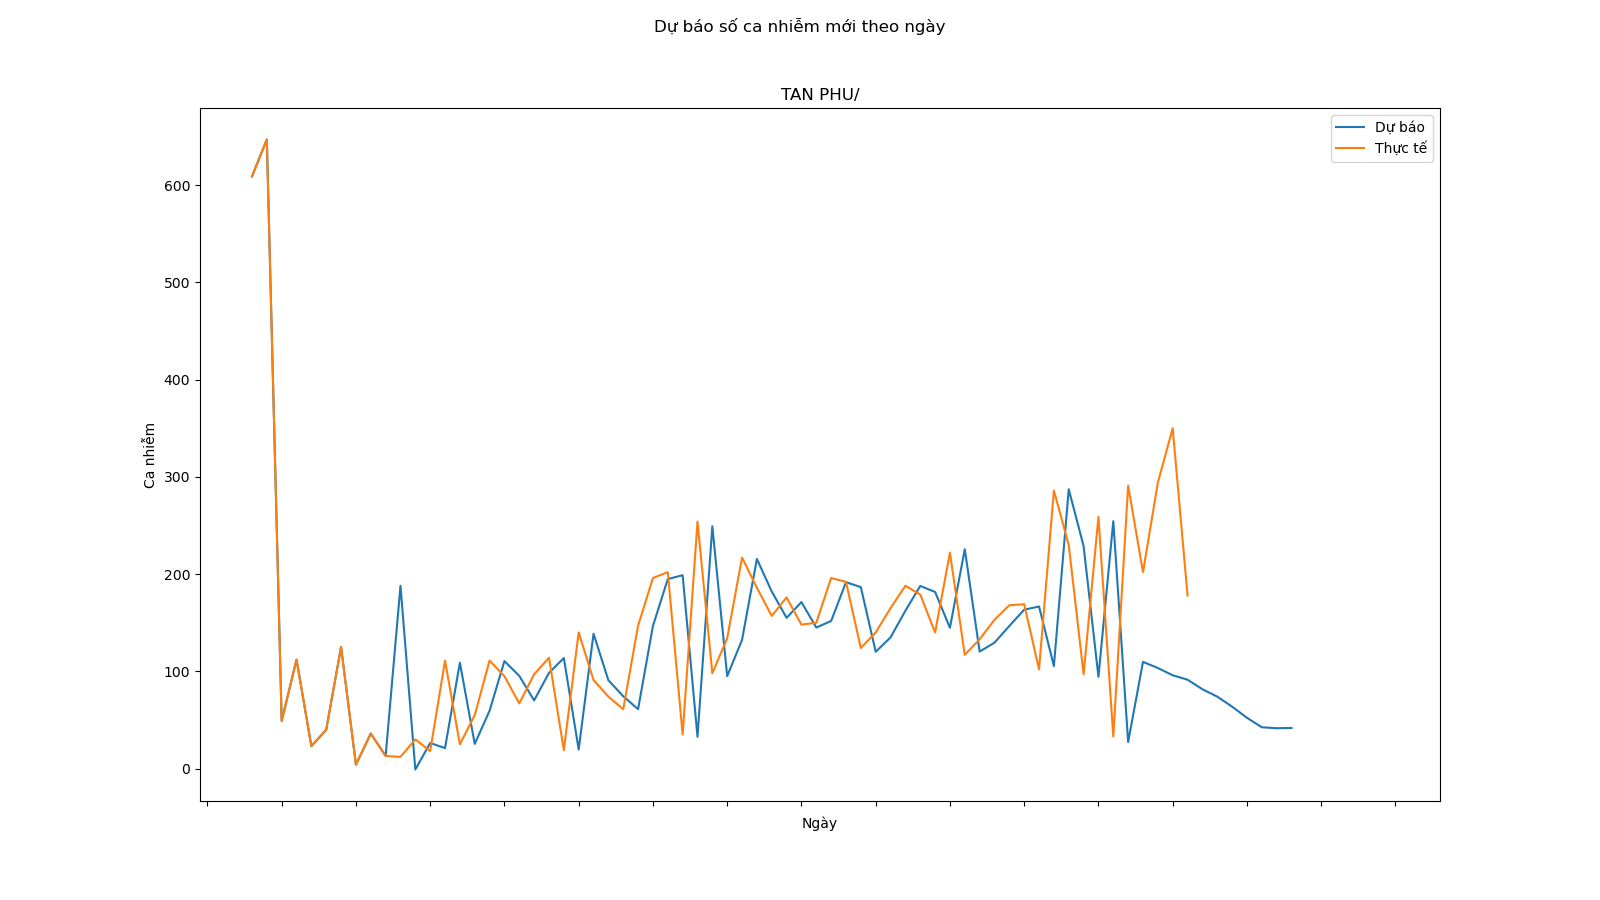 Dự báo số ca nhiễm mới theo ngày
TAN PHU/
Dự báo
Thực tế
600
500
400
300
200
100
0
Ca nhiễm
Ngày